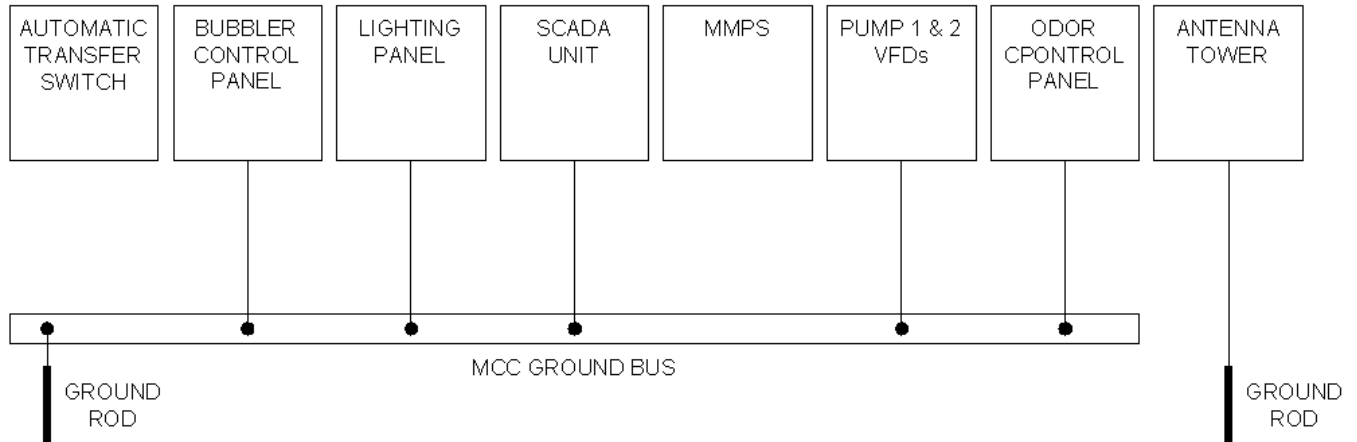 AUTOMATIC
TRANSFER
SWITCH
BUBBLER
CONTROL
PANEL
LIGHTING
PANEL
SCADA
UNIT
MMPS
PUMP 1 & 2
VFDs
ODOR
CPONTROL
PANEL
ANTENNA
TOWER
MCC GROUND BUS
GROUND
ROD
GROUND
ROD